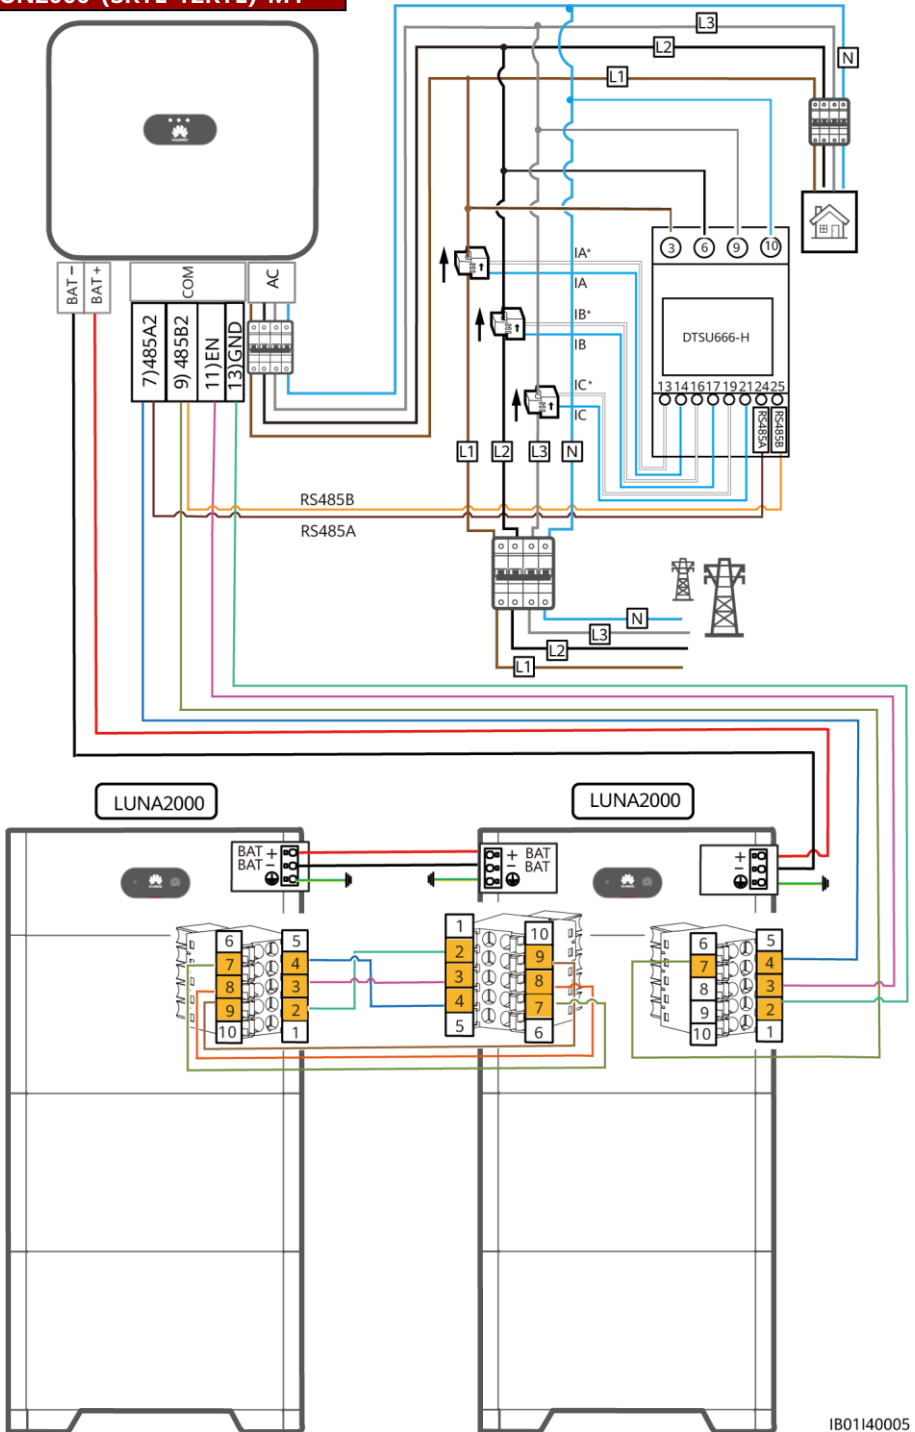 L3
L2
N
L1
HUAWEI
BAT −
BAT +
COM
AC
7)485A2
9) 485B2
11)EN
13)GND
3
6
9
10
IA*
IA
IB*
IB
IC*
IC
DTSU666-H
13 14 16 17 19 21 24 25
RS485A
RS485B
L1
L2
L3
N
RS485B
RS485A
N
L3
L2
L1
LUNA2000
LUNA2000
BAT +
BAT −
+ BAT
− BAT
+
−
6
7
8
9
10
5
4
3
2
1
1
2
3
4
5
10
9
8
7
6
6
7
8
9
10
5
4
3
2
1
IB01I40005